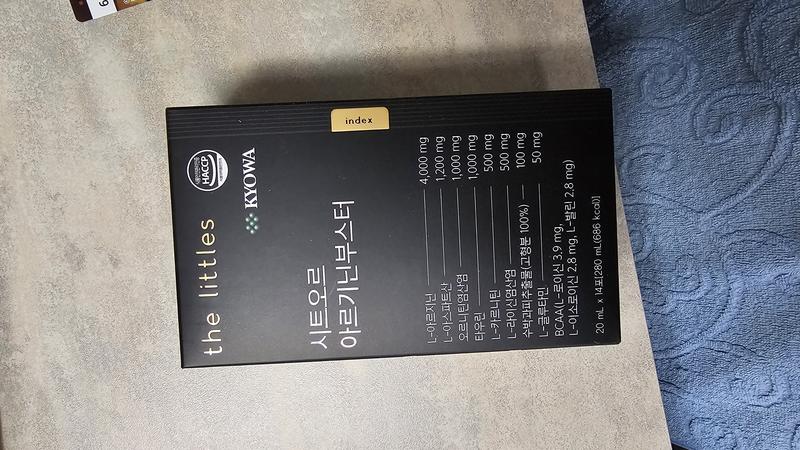 the littles
HACCP
KYOWA
시트오르
아르기닌부스터
index
L-아르지닌 4,000 mg
L-아스파트산 1,200 mg
오르니틴염산염 1,000 mg
타우린 1,000 mg
L-카르니틴 500 mg
L-라이신염산염 500 mg
수박과피추출물(고형분 100%) 100 mg
L-글루타민 50 mg
BCAA(L-로이신 3.9 mg,
L-이소로이신 2.8 mg, L-발린 2.8 mg)
20 mL x 14포[280 mL(686 kcal)]
6